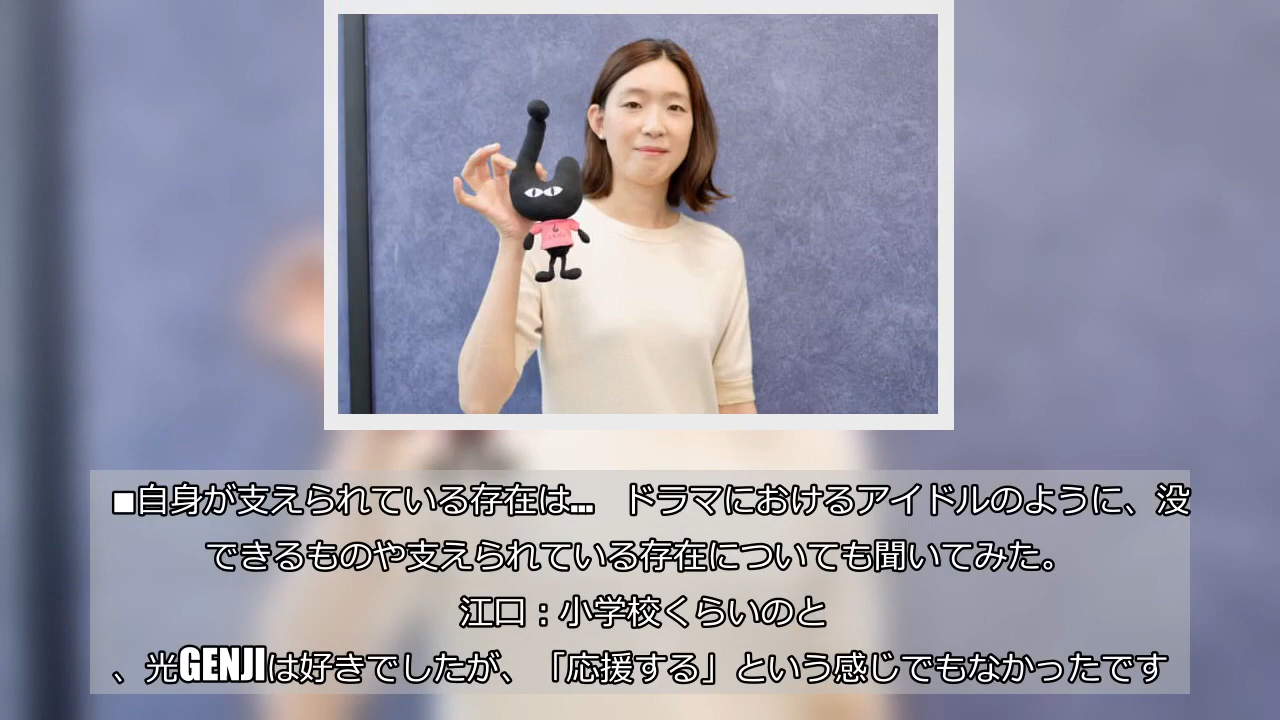 ■自身が支えられている存在は… ドラマにおけるアイドルのように、没
できるものや支えられている存在についても聞いてみた。
江口：小学校くらいのと
、光GENJIは好きでしたが、「応援する」という感じでもなかったです